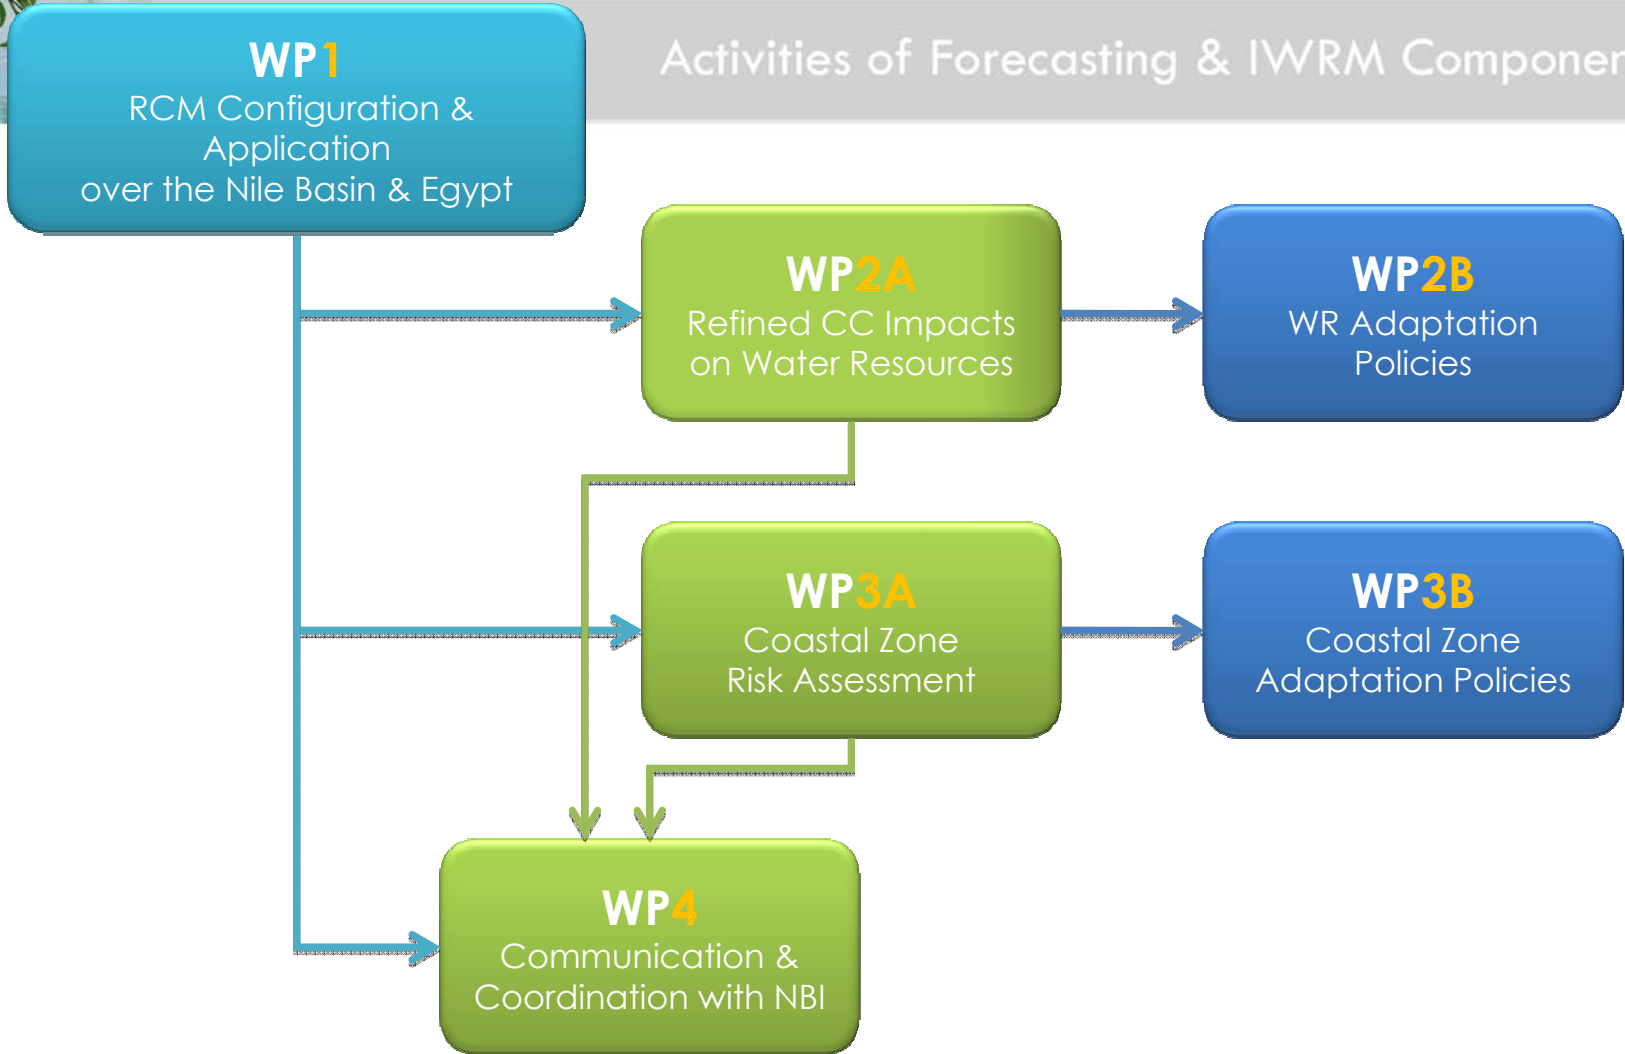 Activities of Forecasting & IWRM
WP1
RCM Configuration &
Application
over the Nile Basin & Egypt
WP2A
Refined CC Impacts
on Water Resources
WP2B
WR Adaptation
Policies
WP3A
Coastal Zone
Risk Assessment
WP3B
Coastal Zone
Adaptation Policies
WP4
Communication &
Coordination with NBI